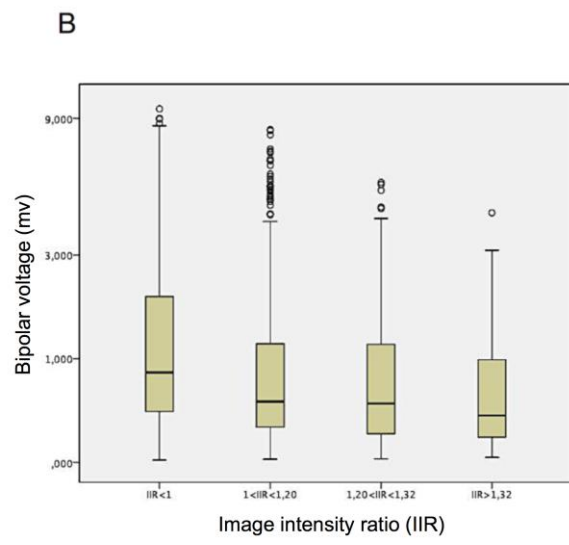 B
9,000
3,000
1,000
,000
Bipolar voltage (mv)
IIR<1
1<IIR<1,20
1,20<IIR<1,32
IIR>1,32
Image intensity ratio (IIR)